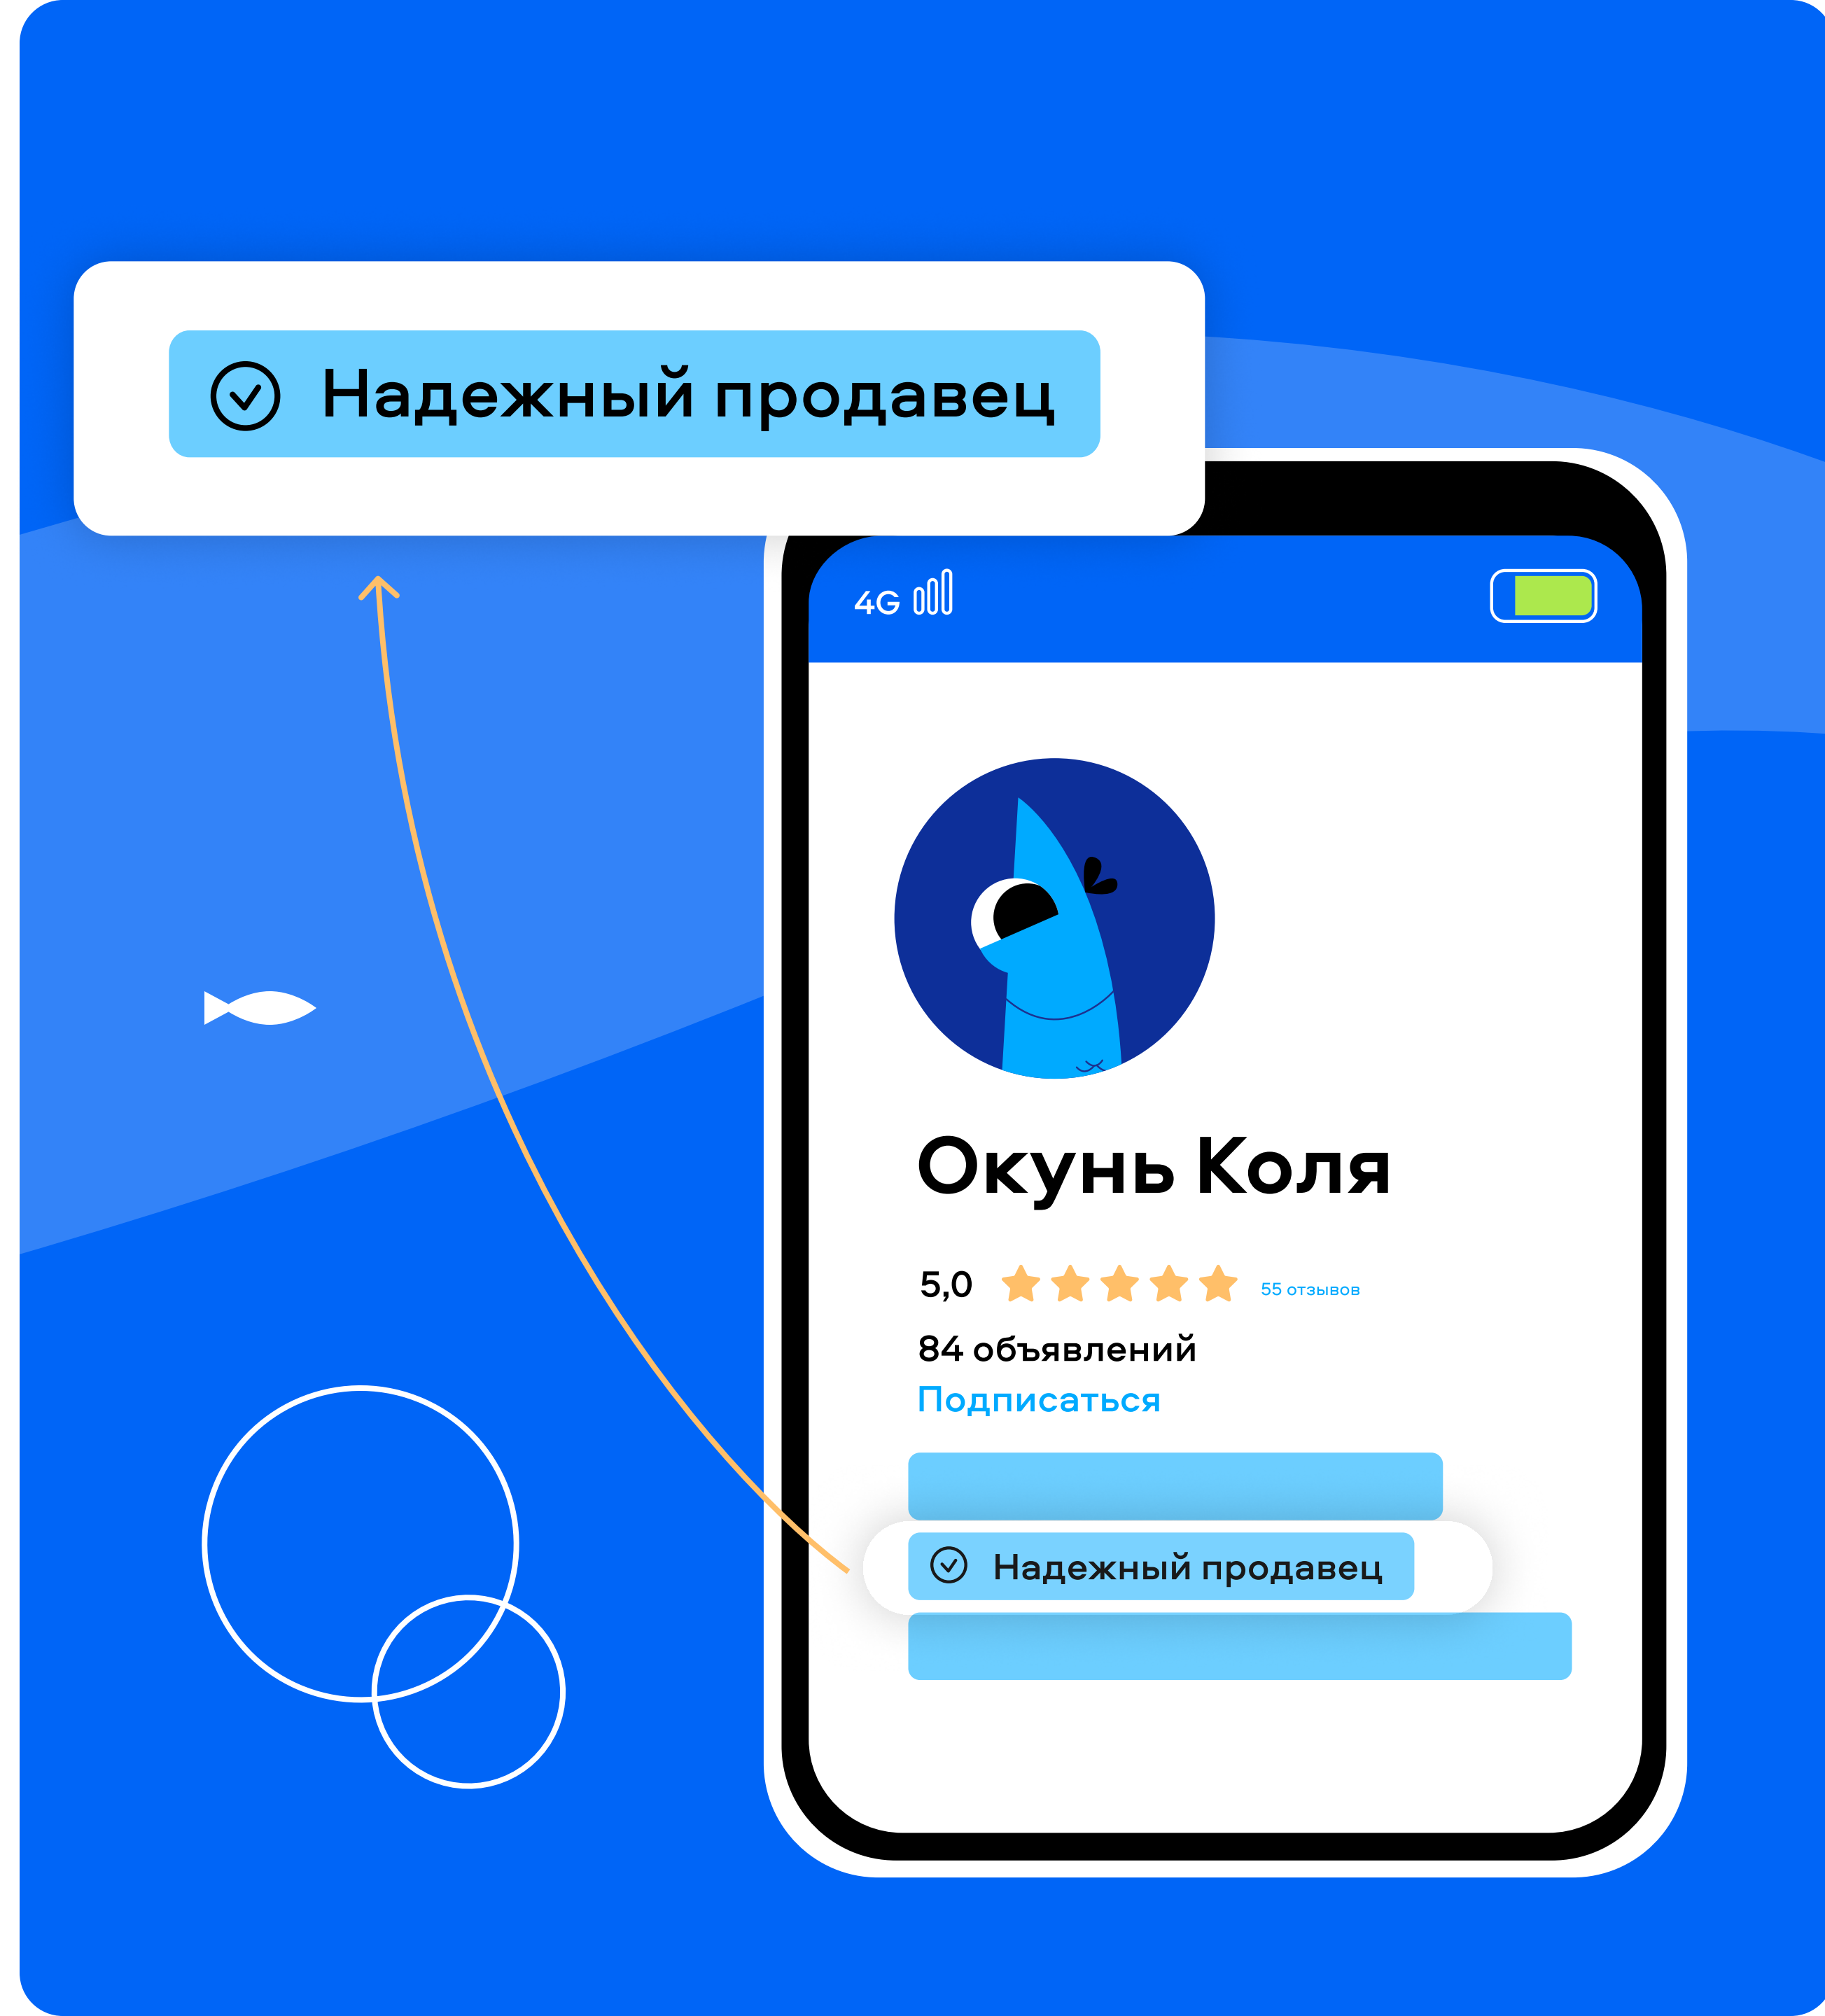 Надежный продавец
4G
Окунь Коля
5,0 55 отзывов
84 объявлений
Подписаться
Надежный продавец